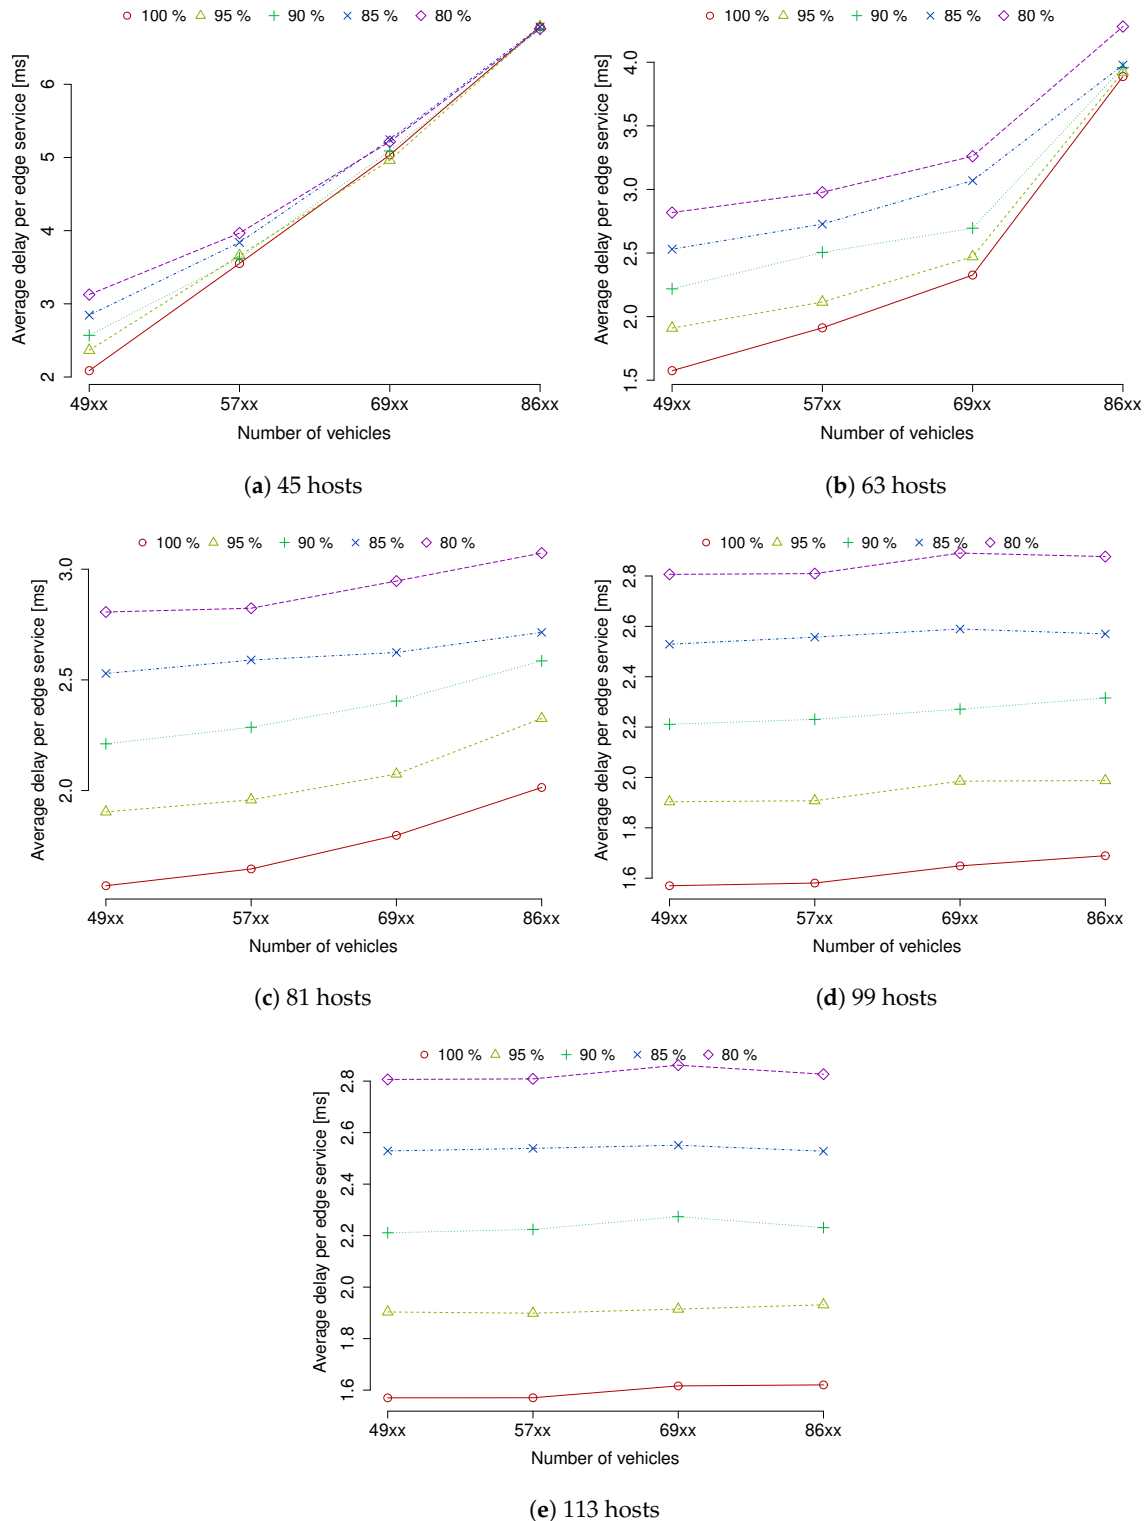 100 % 95 % 90 % 85 % 80 %
Average delay per edge service [ms]
6
5
4
3
2
49xx 57xx 69xx 86xx
Number of vehicles
(a) 45 hosts
100 % 95 % 90 % 85 % 80 %
Average delay per edge service [ms]
4.0
3.5
3.0
2.5
2.0
1.5
49xx 57xx 69xx 86xx
Number of vehicles
(b) 63 hosts
100 % 95 % 90 % 85 % 80 %
Average delay per edge service [ms]
3.0
2.5
2.0
49xx 57xx 69xx 86xx
Number of vehicles
(c) 81 hosts
100 % 95 % 90 % 85 % 80 %
Average delay per edge service [ms]
2.8
2.6
2.4
2.2
2.0
1.8
1.6
49xx 57xx 69xx 86xx
Number of vehicles
(d) 99 hosts
100 % 95 % 90 % 85 % 80 %
Average delay per edge service [ms]
2.8
2.6
2.4
2.2
2.0
1.8
1.6
49xx 57xx 69xx 86xx
Number of vehicles
(e) 113 hosts